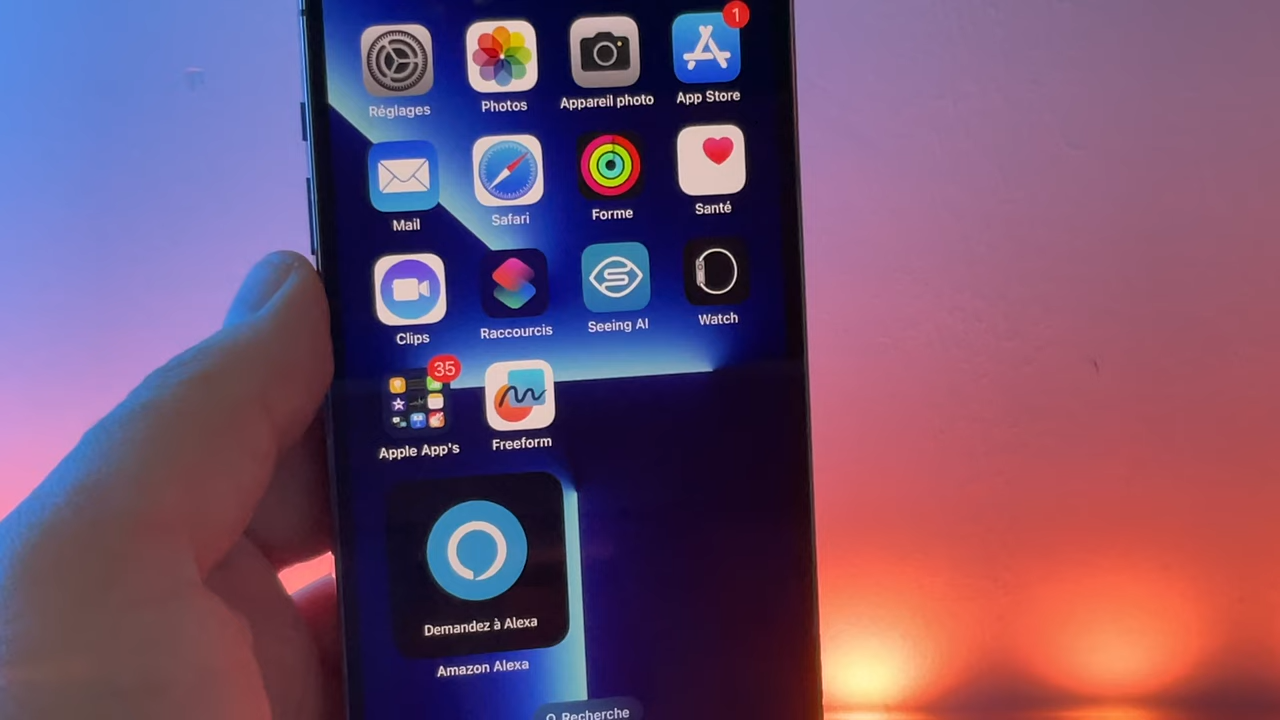 1
Réglages
Photos
Appareil photo
App Store
Mail
Safari
Forme
Santé
Clips
Raccourcis
Seeing AI
Watch
35
Apple App's
Freeform
Demandez à Alexa
Amazon Alexa
Recherche